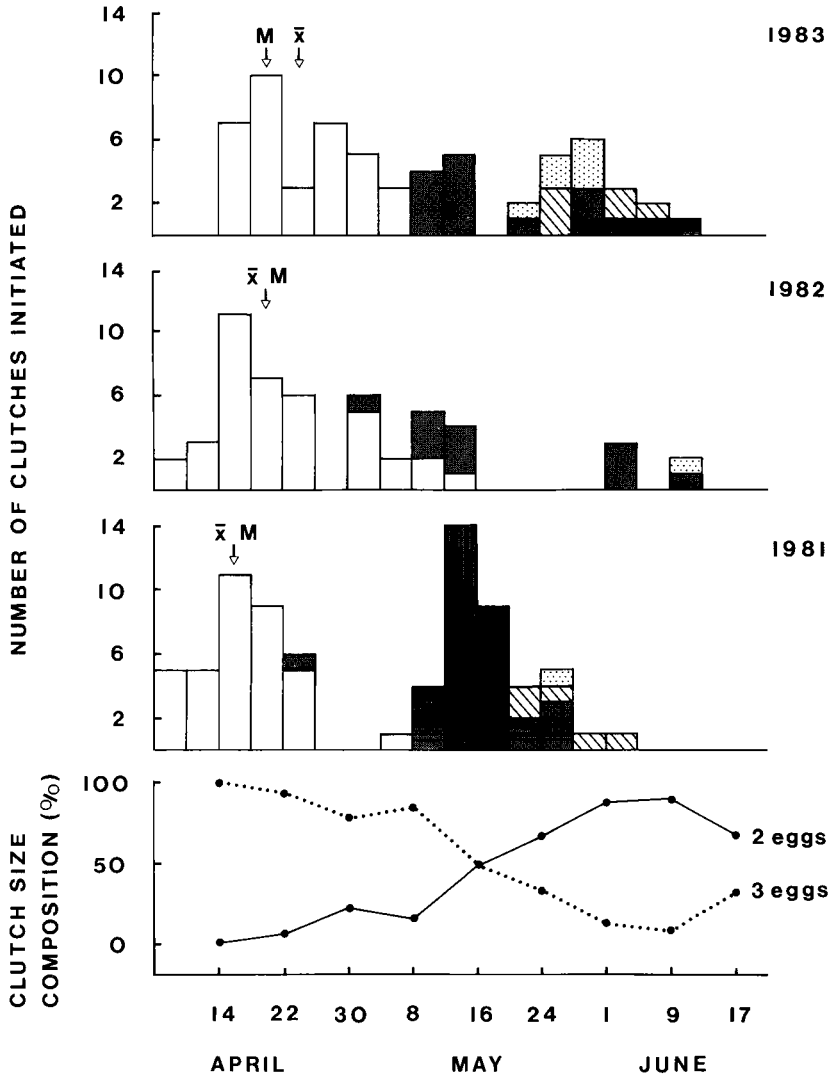 14
10
6
2
M x̄
1983
14
10
6
2
x̄ M
1982
14
10
6
2
x̄ M
1981
NUMBER OF CLUTCHES INITIATED
100
50
0
CLUTCH SIZE
COMPOSITION (%)
2 eggs
3 eggs
14 22 30 8 16 24 1 9 17
APRIL MAY JUNE